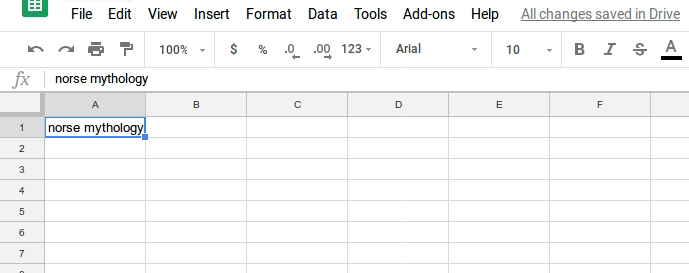 File Edit View Insert Format Data Tools Add-ons Help All changes saved in Drive
100% $ % .0 .00 123 Arial 10 B I S A
fx norse mythology
A B C D E F
1 norse mythology
2
3
4
5
6
7